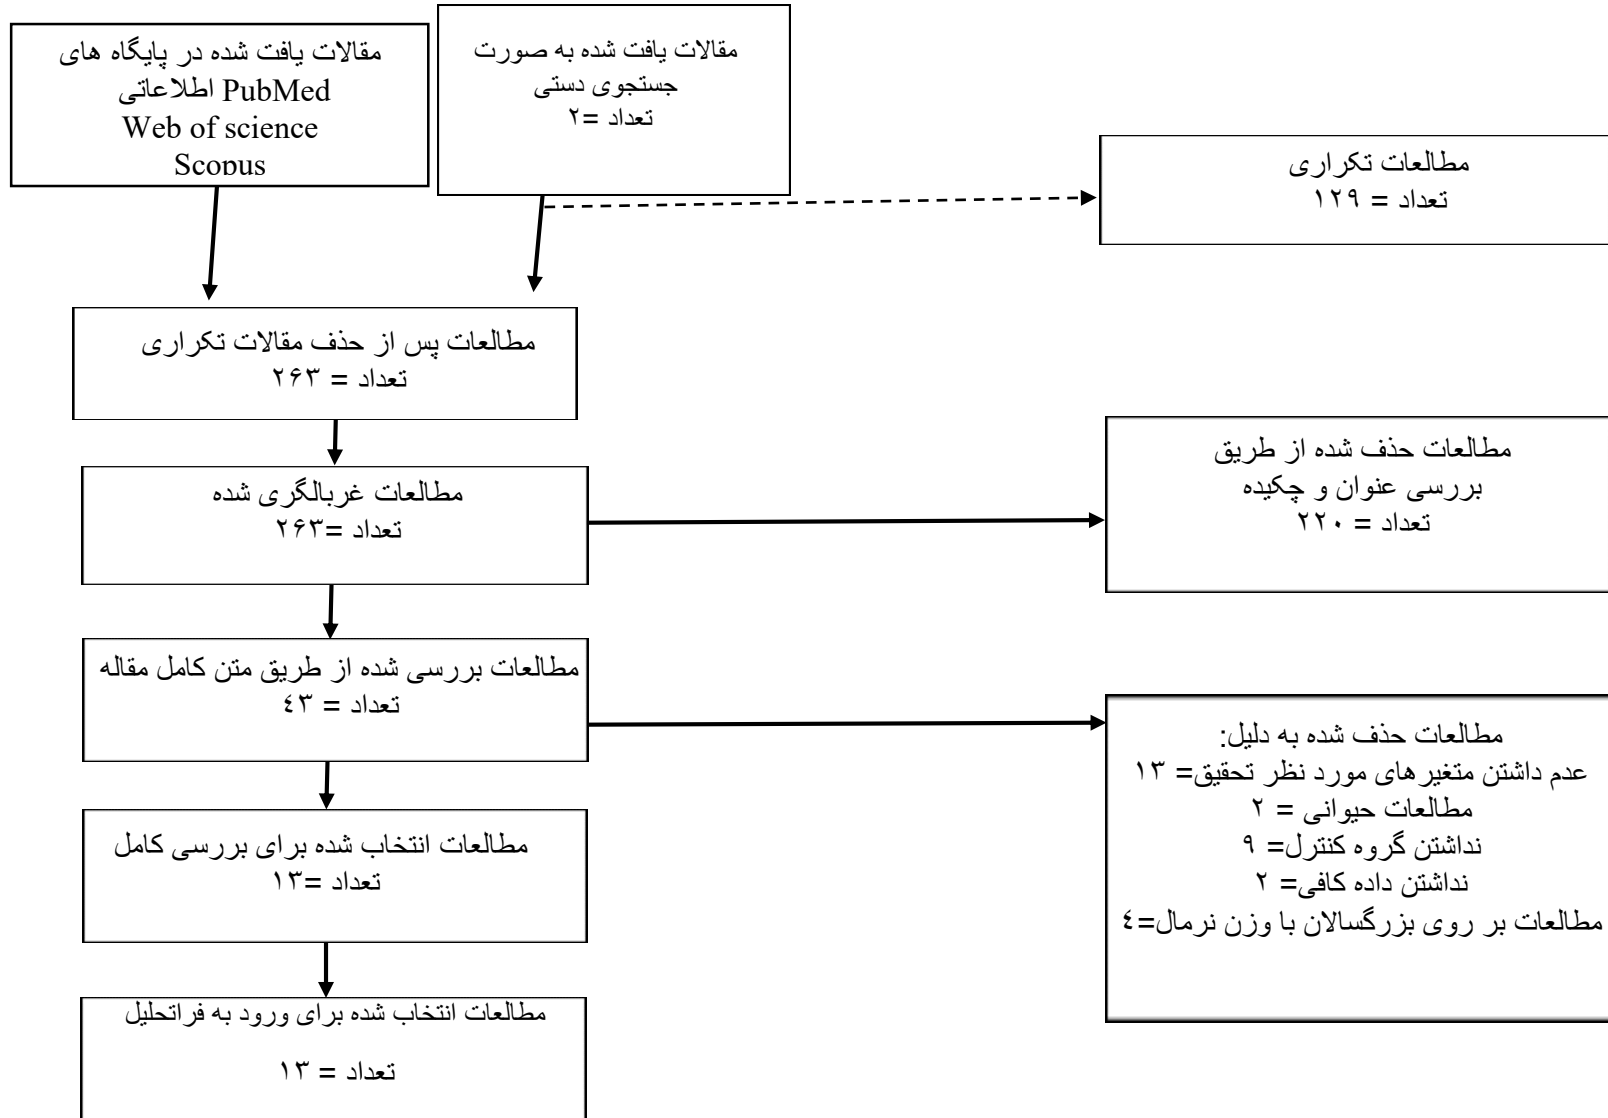 مقالات یافت شده در پایگاه های
اطلاعاتی PubMed
Web of science
Scopus
مقالات یافت شده به صورت
جستجوی دستی
تعداد =۲
مطالعات تکراری
تعداد = ۱۲۹
مطالعات پس از حذف مقالات تکراری
تعداد = ۲۶۳
مطالعات غربالگری شده
تعداد =۲۶۳
مطالعات حذف شده از طریق
بررسی عنوان و چکیده
تعداد = ۲۲۰
مطالعات بررسی شده از طریق متن کامل مقاله
تعداد = ٤۳
مطالعات حذف شده به دلیل:
عدم داشتن متغیرهای مورد نظر تحقیق= ۱۳
مطالعات حیوانی = ۲
نداشتن گروه کنترل= ۹
نداشتن داده کافی= ۲
مطالعات بر روی بزرگسالان با وزن نرمال=٤
مطالعات انتخاب شده برای بررسی کامل
تعداد =۱۳
مطالعات انتخاب شده برای ورود به فراتحلیل
تعداد = ۱۳